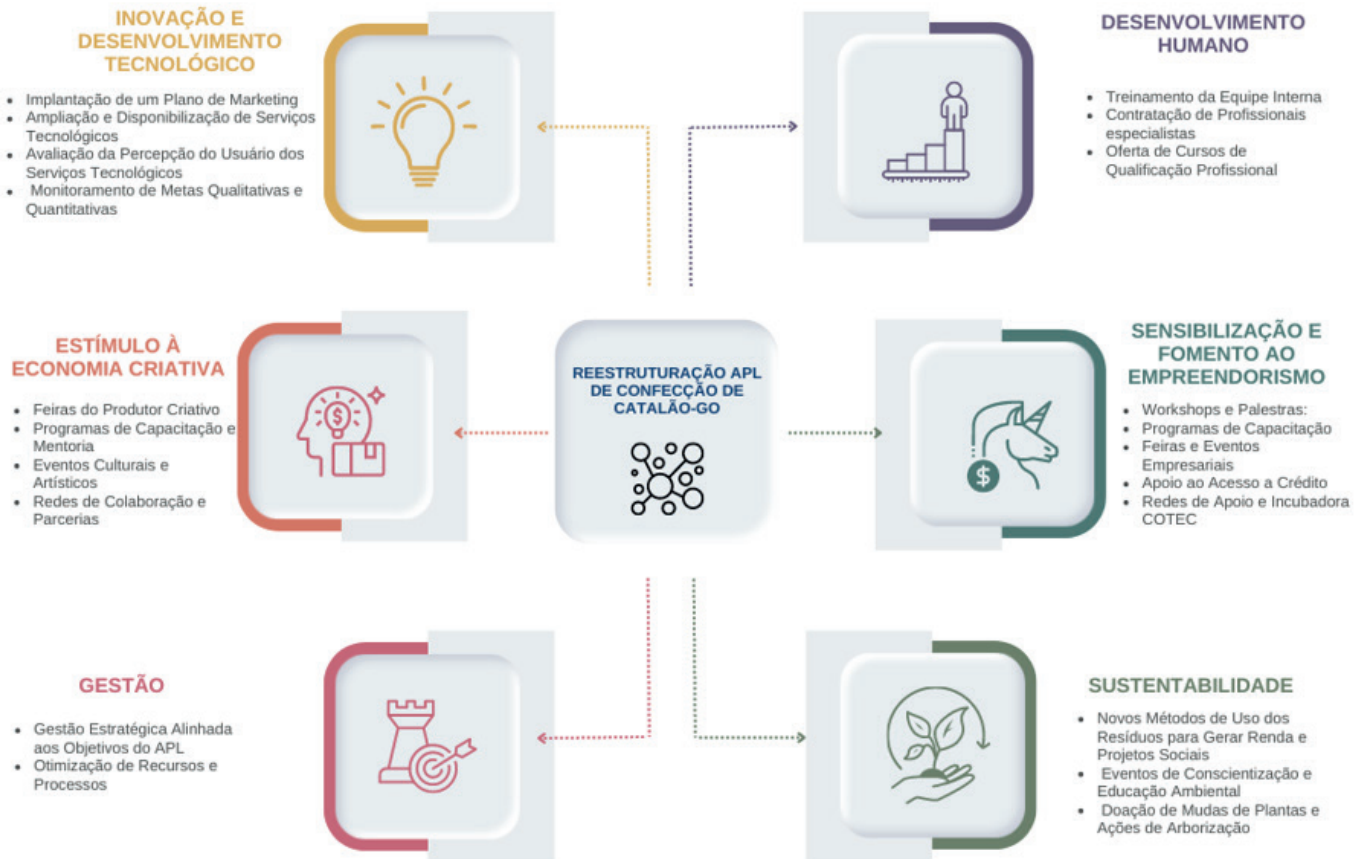 INOVAÇÃO E
DESENVOLVIMENTO
TECNOLÓGICO
• Implantação de um Plano de Marketing
• Ampliação e Disponibilização de Serviços
Tecnológicos
• Avaliação da Percepção do Usuário dos
Serviços Tecnológicos
• Monitoramento de Metas Qualitativas e
Quantitativas
DESENVOLVIMENTO
HUMANO
• Treinamento da Equipe Interna
• Contratação de Profissionais
especialistas
• Oferta de Cursos de
Qualificação Profissional
ESTÍMULO À
ECONOMIA CRIATIVA
• Feiras do Produtor Criativo
• Programas de Capacitação e
Mentoria
• Eventos Culturais e
Artísticos
• Redes de Colaboração e
Parcerias
$
REESTRUTURAÇÃO APL
DE CONFECÇÃO DE
CATALÃO-GO
$
SENSIBILIZAÇÃO E
FOMENTO AO
EMPREENDORISMO
• Workshops e Palestras:
• Programas de Capacitação
• Feiras e Eventos
Empresariais
• Apoio ao Acesso a Crédito
• Redes de Apoio e Incubadora
COTEC
GESTÃO
• Gestão Estratégica Alinhada
aos Objetivos do APL
• Otimização de Recursos e
Processos
SUSTENTABILIDADE
• Novos Métodos de Uso dos
Resíduos para Gerar Renda e
Projetos Sociais
• Eventos de Conscientização e
Educação Ambiental
• Doação de Mudas de Plantas e
Ações de Arborização